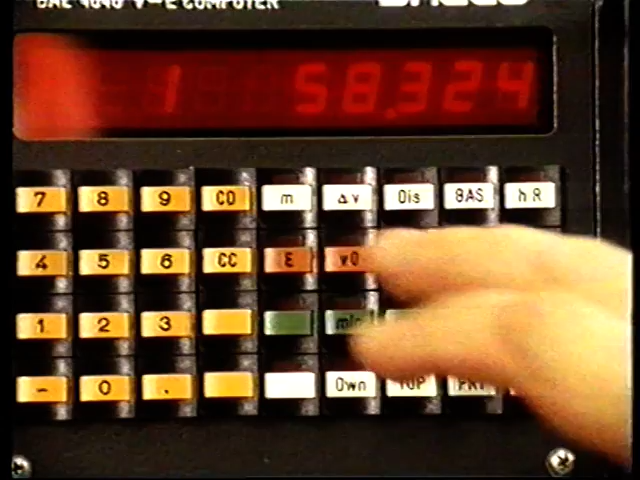 1 58.324
7 8 9 CO m Δv Dis BAS hR
4 5 6 CC ε v0
1 2 3
- 0 . Own TOP